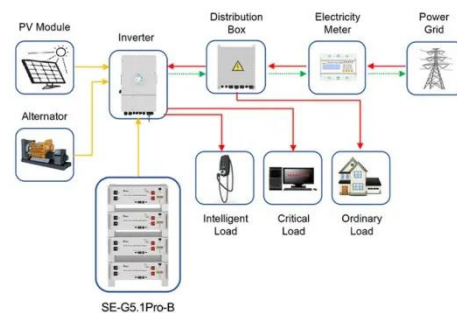 PV Module
Inverter
Distribution
Box
Electricity
Meter
Power
Grid
Alternator
Intelligent
Load
Critical
Load
Ordinary
Load
SE-G5.1Pro-B